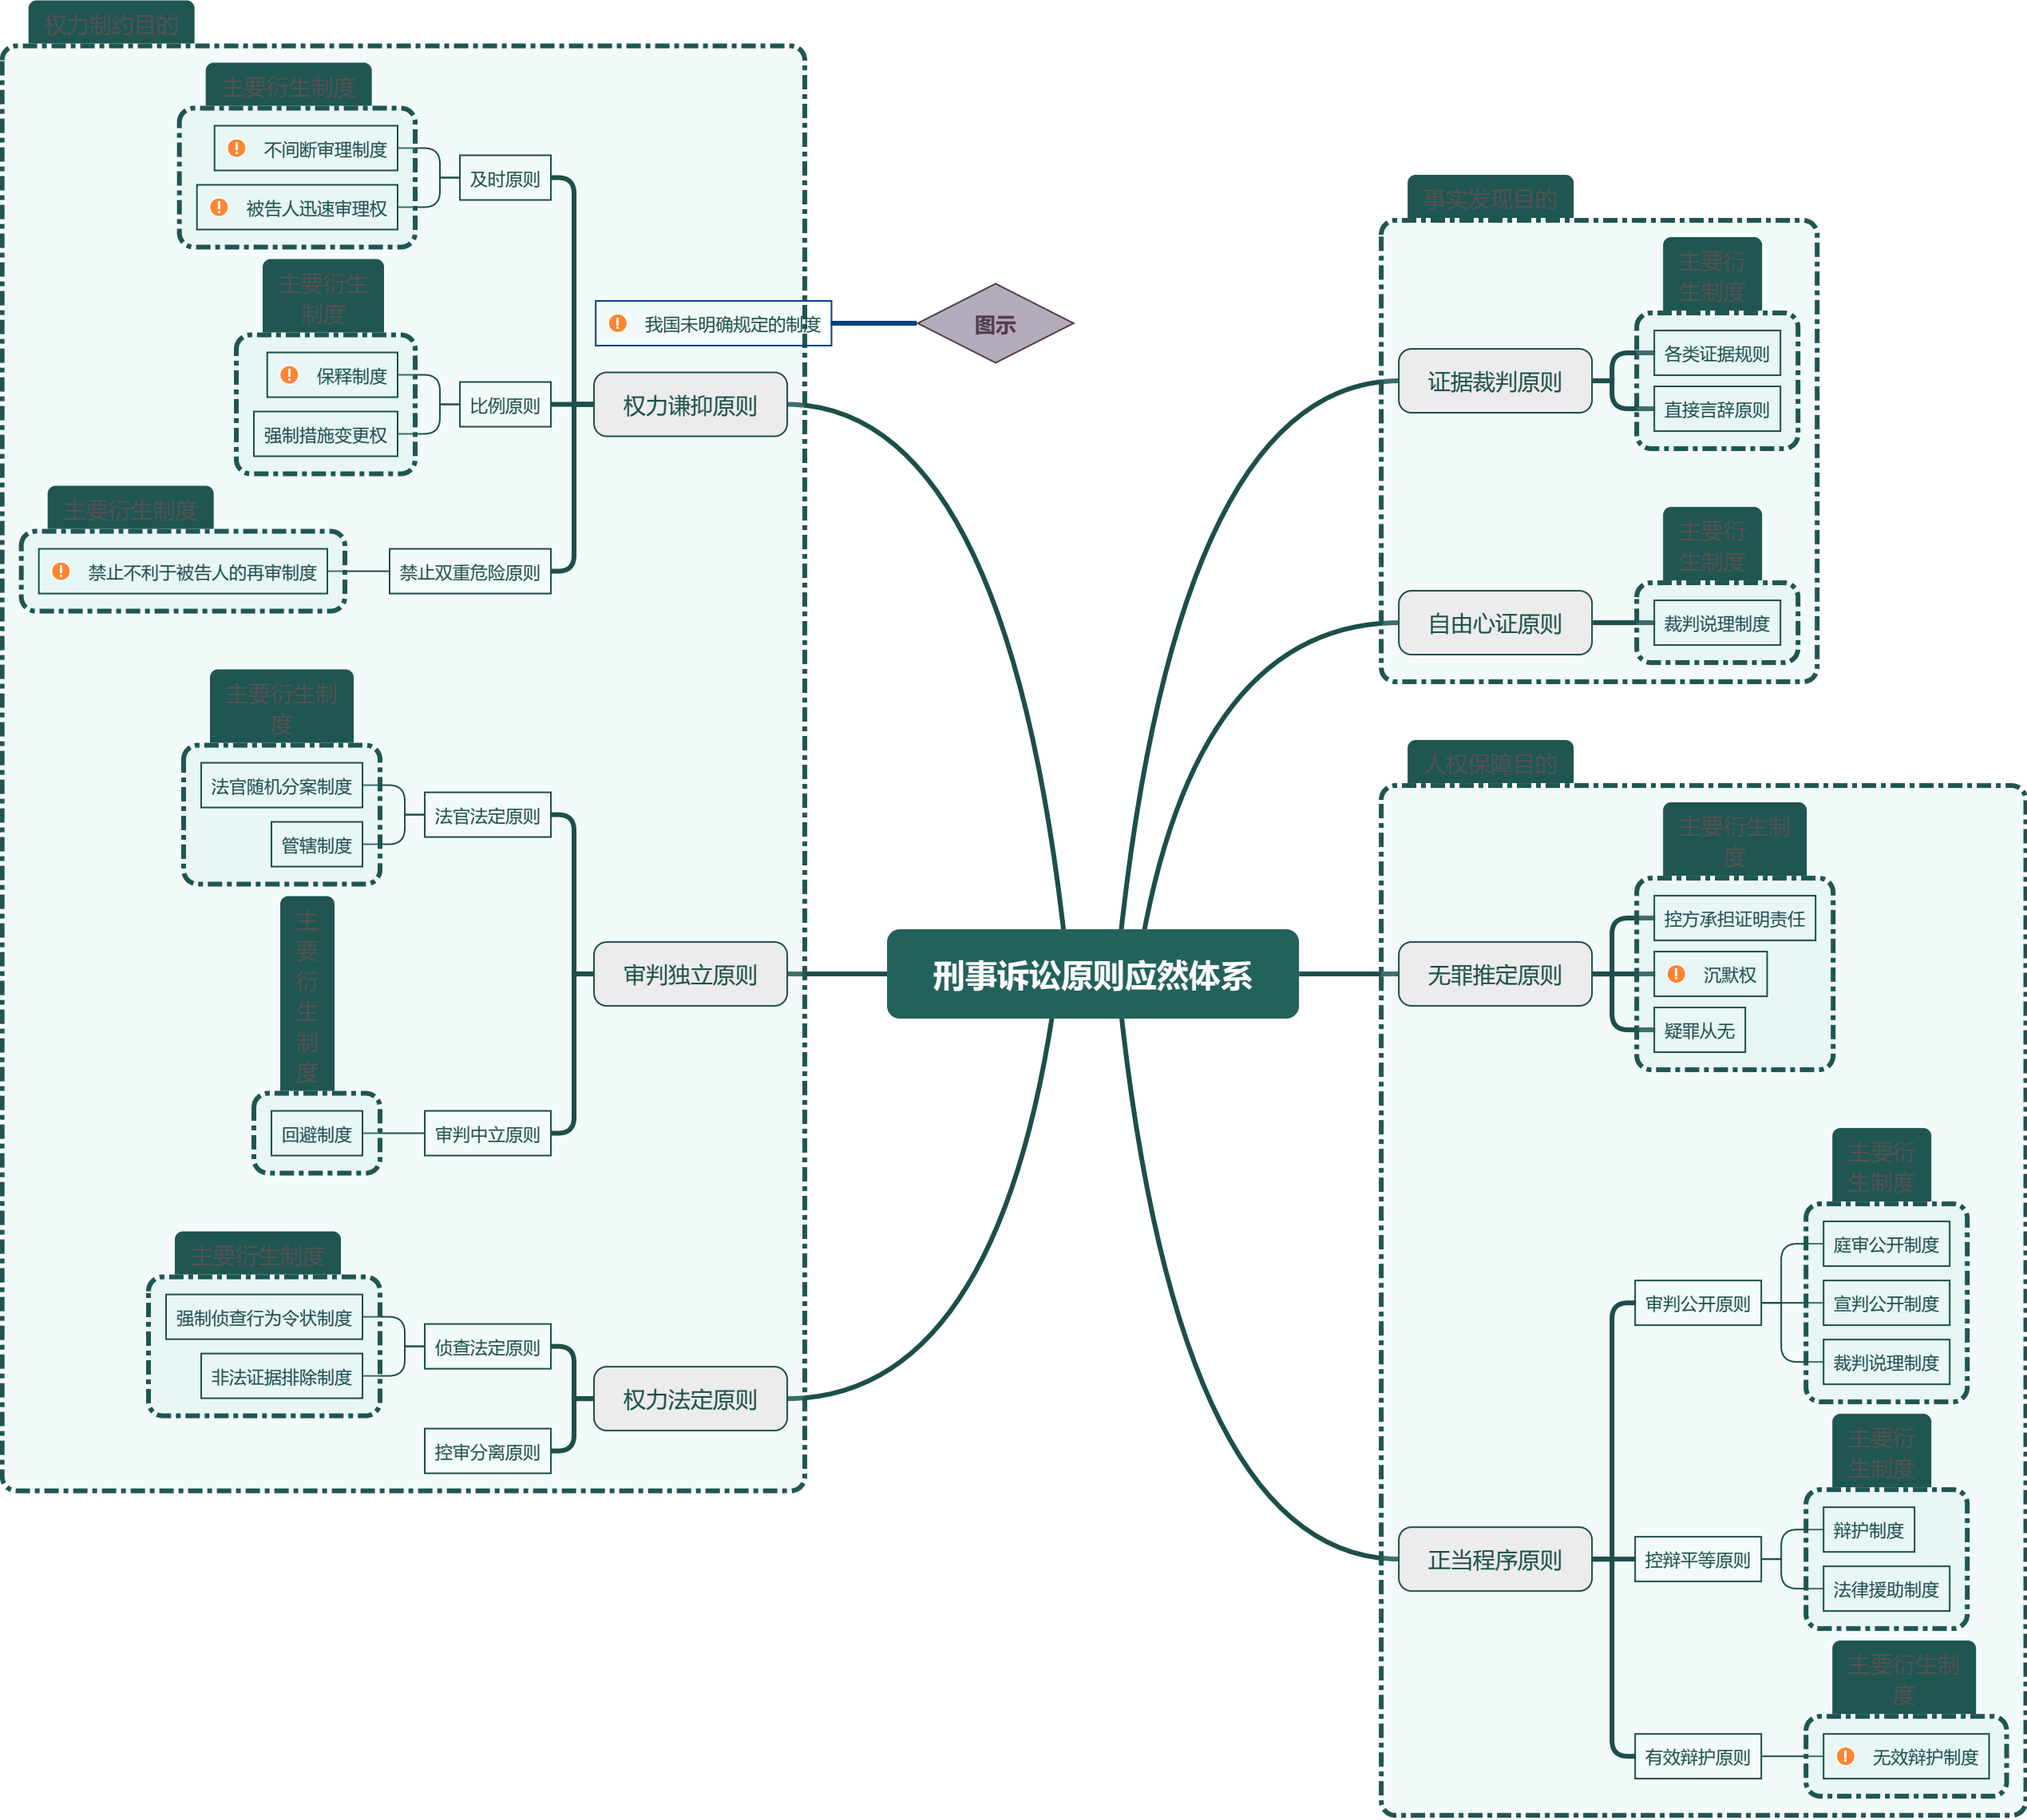 权力制约目的
主要衍生制度
不间断审理制度
被告人迅速审理权
及时原则
主要衍生
制度
保释制度
强制措施变更权
比例原则
主要衍生制度
禁止不利于被告人的再审制度
禁止双重危险原则
权力谦抑原则
我国未明确规定的制度
图示
主要衍生制
度
法官随机分案制度
管辖制度
法官法定原则
主
要
衍
生
制
度
回避制度
审判中立原则
审判独立原则
主要衍生制度
强制侦查行为令状制度
非法证据排除制度
侦查法定原则
控审分离原则
权力法定原则
刑事诉讼原则应然体系
事实发现目的
证据裁判原则
主要衍
生制度
各类证据规则
直接言辞原则
自由心证原则
主要衍
生制度
裁判说理制度
人权保障目的
无罪推定原则
主要衍生制
度
控方承担证明责任
沉默权
疑罪从无
正当程序原则
审判公开原则
主要衍
生制度
庭审公开制度
宣判公开制度
裁判说理制度
控辩平等原则
主要衍
生制度
辩护制度
法律援助制度
有效辩护原则
主要衍生制
度
无效辩护制度